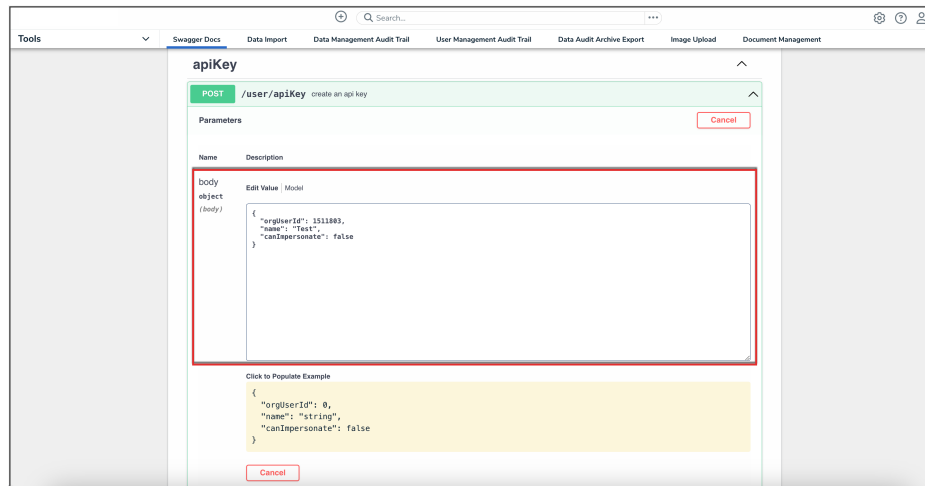 Search...
Tools
Swagger Docs Data Import Data Management Audit Trail User Management Audit Trail Data Audit Archive Export Image Upload Document Management
apiKey
POST /user/apiKey create an api key
Parameters Cancel
Name Description
body Edit Value | Model
object
(body)
{
"orgUserId": 1511803,
"name": "Test",
"canImpersonate": false
}
Click to Populate Example
{
"orgUserId": 0,
"name": "string",
"canImpersonate": false
}
Cancel